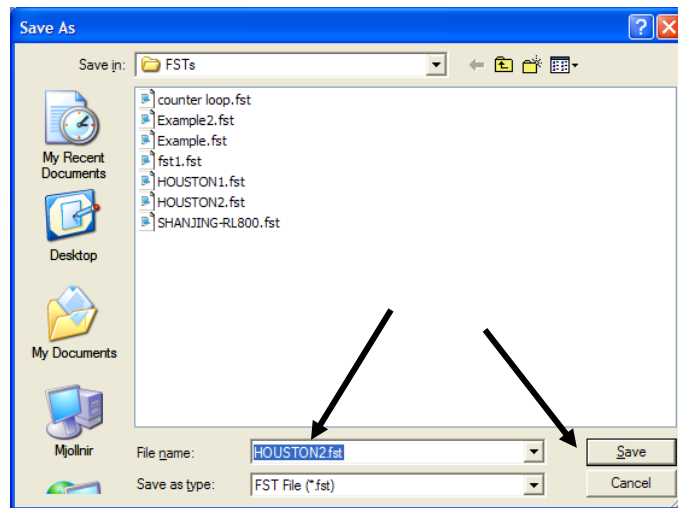 Save As
Save in: FSTs
counter loop.fst
Example2.fst
Example.fst
fst1.fst
HOUSTON1.fst
HOUSTON2.fst
SHANJING-RL800.fst
My Recent
Documents
Desktop
My Documents
Mjollnir
File name: HOUSTON2.fst Save
Save as type: FST File (*.fst) Cancel